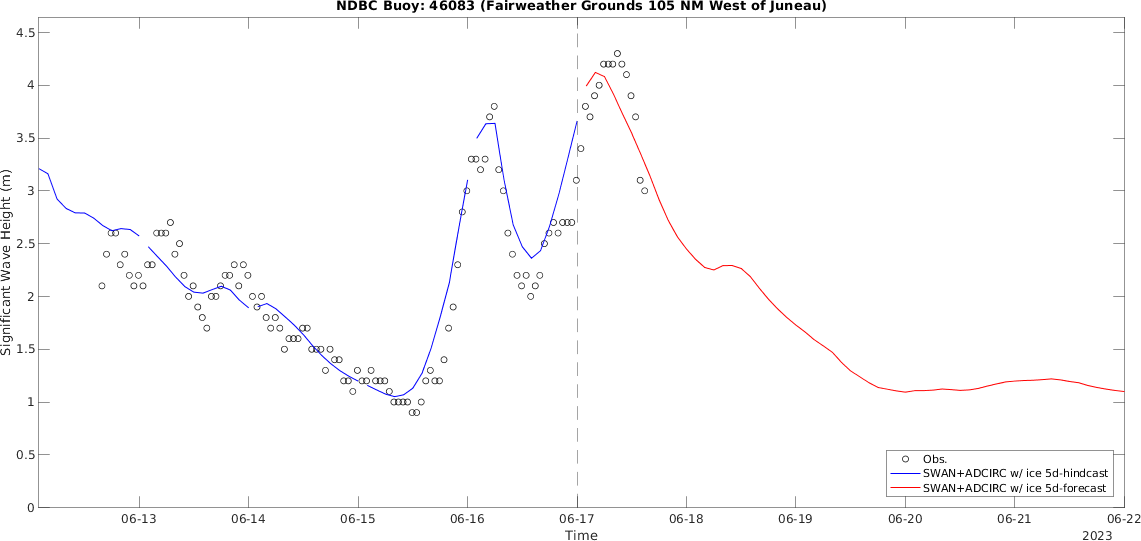 NDBC Buoy: 46083 (Fairweather Grounds 105 NM West of Juneau)
Significant Wave Height (m)
4.5
4
3.5
3
2.5
2
1.5
1
0.5
0
Obs.
SWAN+ADCIRC w/ ice 5d-hindcast
SWAN+ADCIRC w/ ice 5d-forecast
06-13 06-14 06-15 06-16 06-17 06-18 06-19 06-20 06-21 06-22
Time
2023